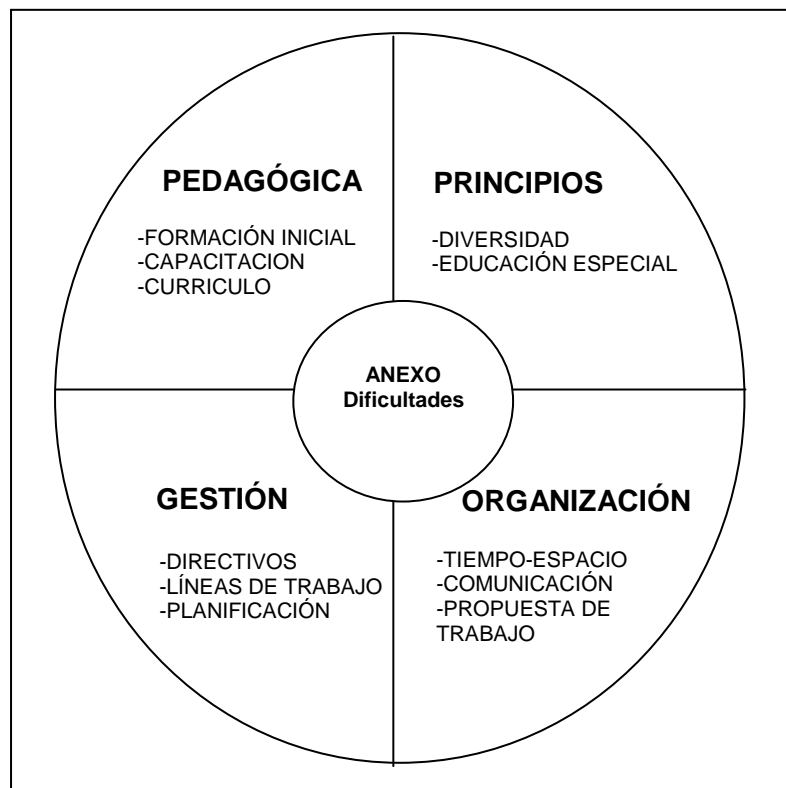 PEDAGÓGICA
-FORMACIÓN INICIAL
-CAPACITACION
-CURRICULO
PRINCIPIOS
-DIVERSIDAD
-EDUCACIÓN ESPECIAL
ANEXO
Dificultades
GESTIÓN
-DIRECTIVOS
-LÍNEAS DE TRABAJO
-PLANIFICACIÓN
ORGANIZACIÓN
-TIEMPO-ESPACIO
-COMUNICACIÓN
-PROPUESTA DE
TRABAJO